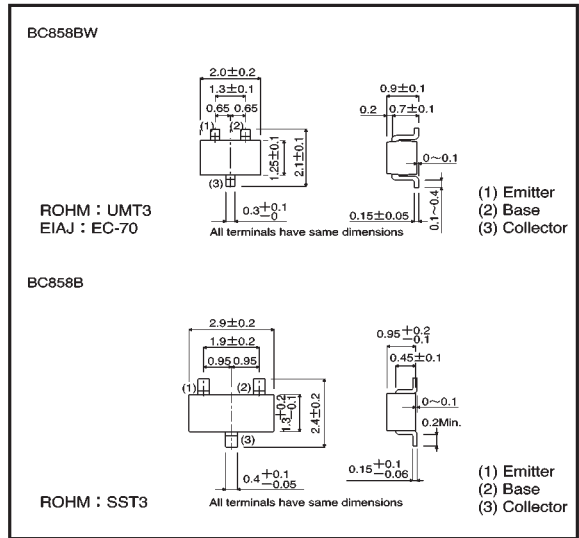 BC858BW
2.0±0.2
1.3±0.1
0.65 0.65
(1) (2)
(3)
1.25±0.1
2.1±0.1
0.3 +0.1 −0
0.9±0.1
0.2 0.7±0.1
0~0.1
0.1~0.4
0.15±0.05
All terminals have same dimensions
ROHM : UMT3
EIAJ : EC-70
(1) Emitter
(2) Base
(3) Collector
BC858B
2.9±0.2
1.9±0.2
0.95 0.95
(1) (2)
(3)
1.3 +0.2 −0.1
2.4±0.2
0.4 +0.1 −0.05
0.95 +0.2 −0.1
0.45±0.1
0~0.1
0.2Min.
0.15 +0.1 −0.06
All terminals have same dimensions
ROHM : SST3
(1) Emitter
(2) Base
(3) Collector